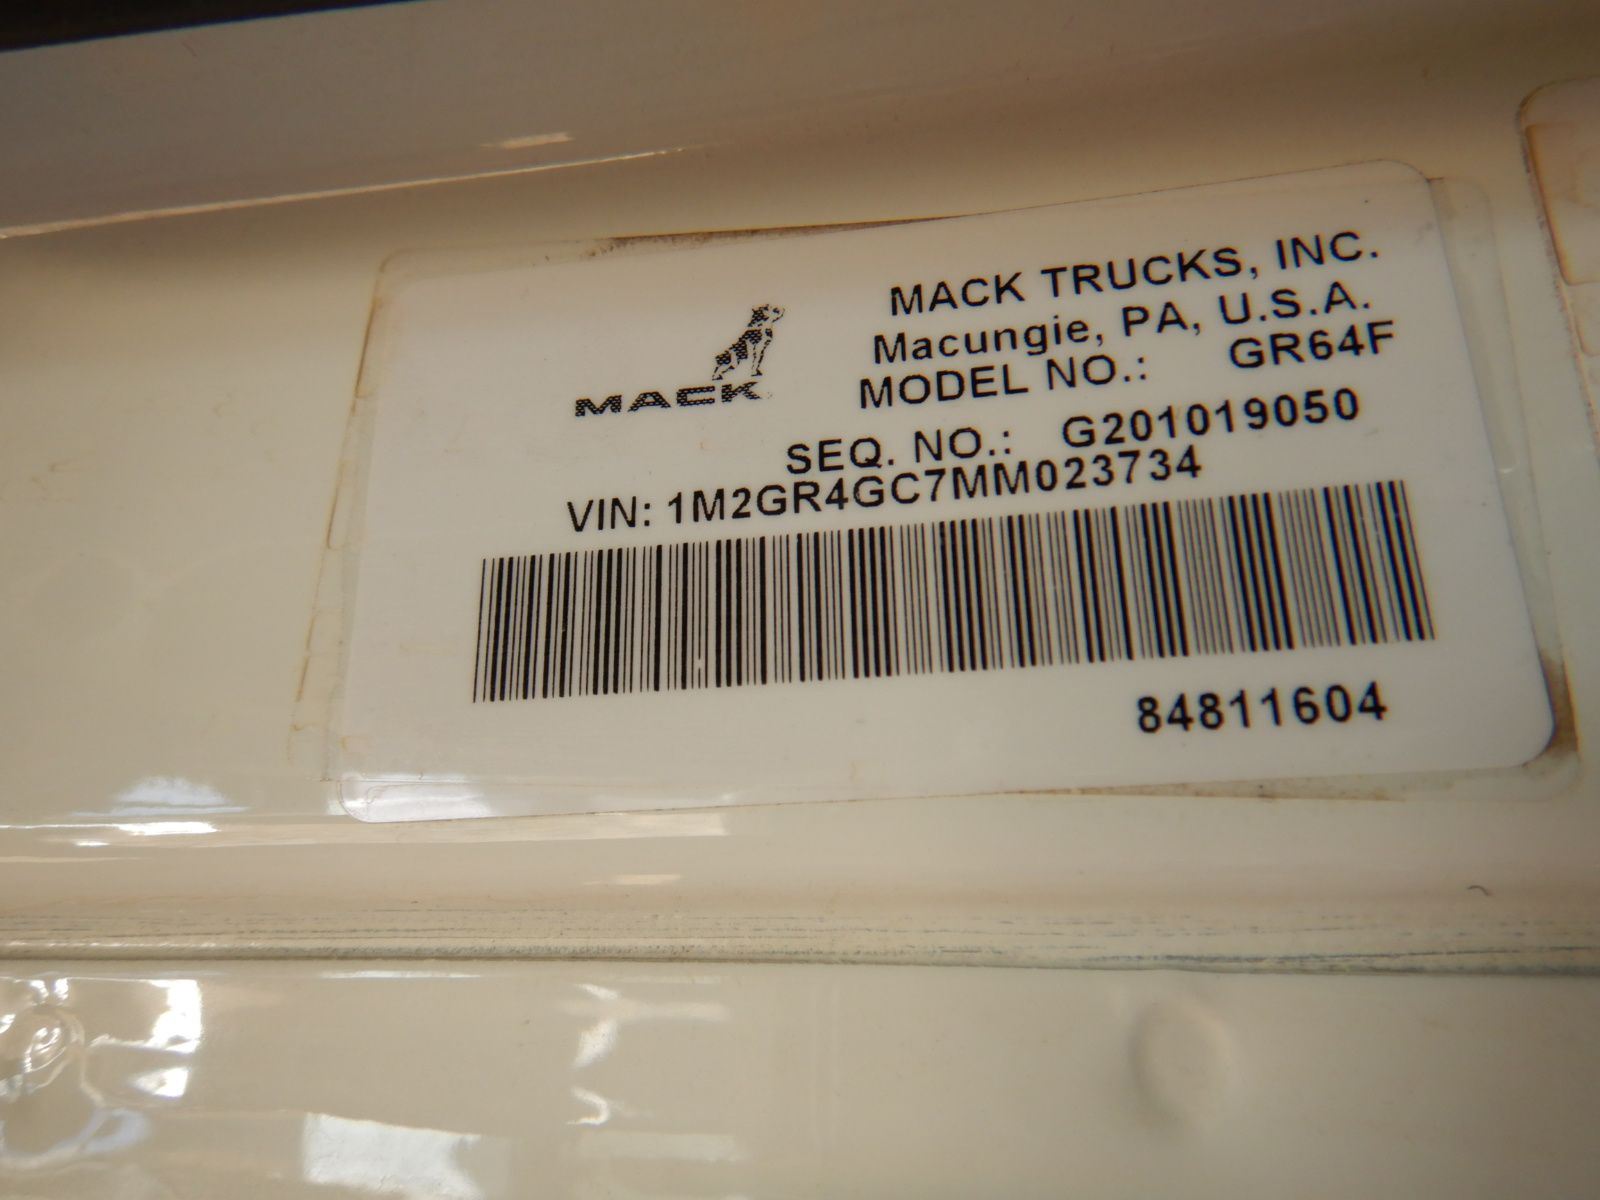 MACK
MACK TRUCKS, INC.
Macungie, PA, U.S.A.
MODEL NO.: GR64F
SEQ. NO.: G201019050
VIN: 1M2GR4GC7MM023734
84811604